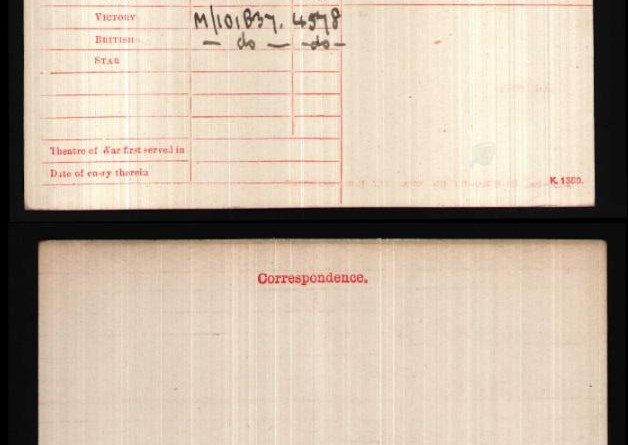 VICTORY M/101837. 4578
BRITISH — do — - do -
STAR
Theatre of War first served in
Date of entry therein
K. 1380.
Correspondence.